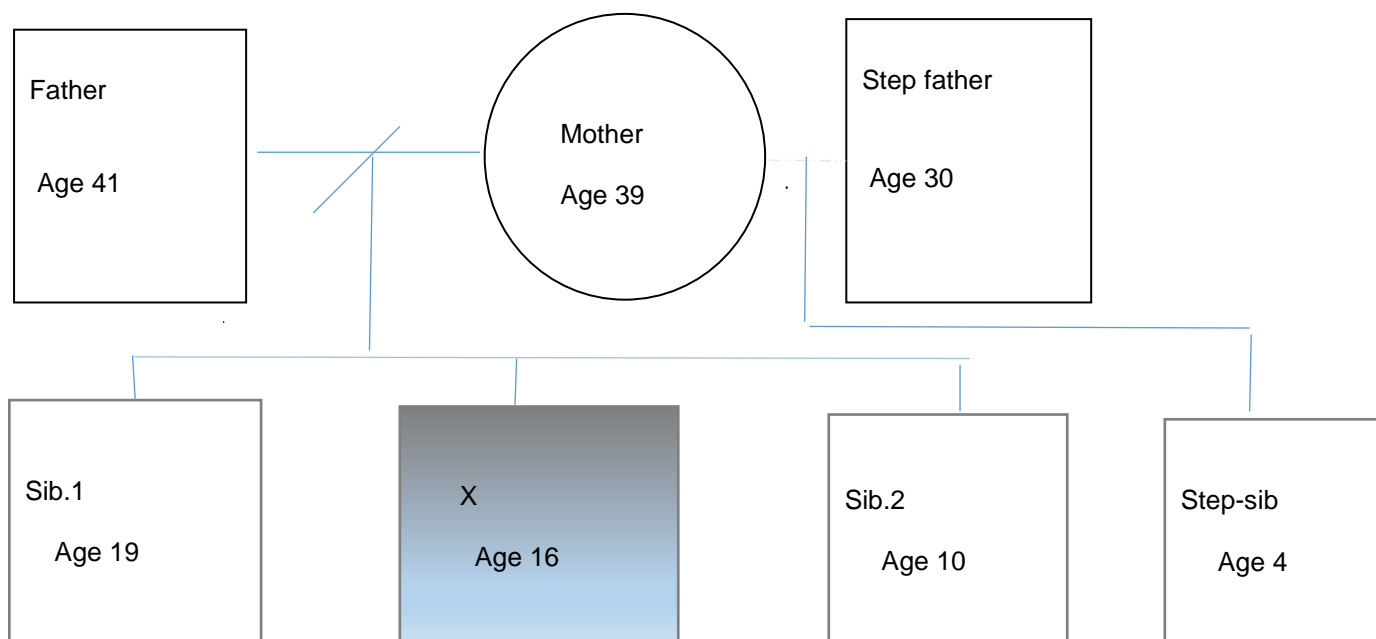 Father
Age 41
Mother
Age 39
Step father
Age 30
Sib.1
Age 19
X
Age 16
Sib.2
Age 10
Step-sib
Age 4